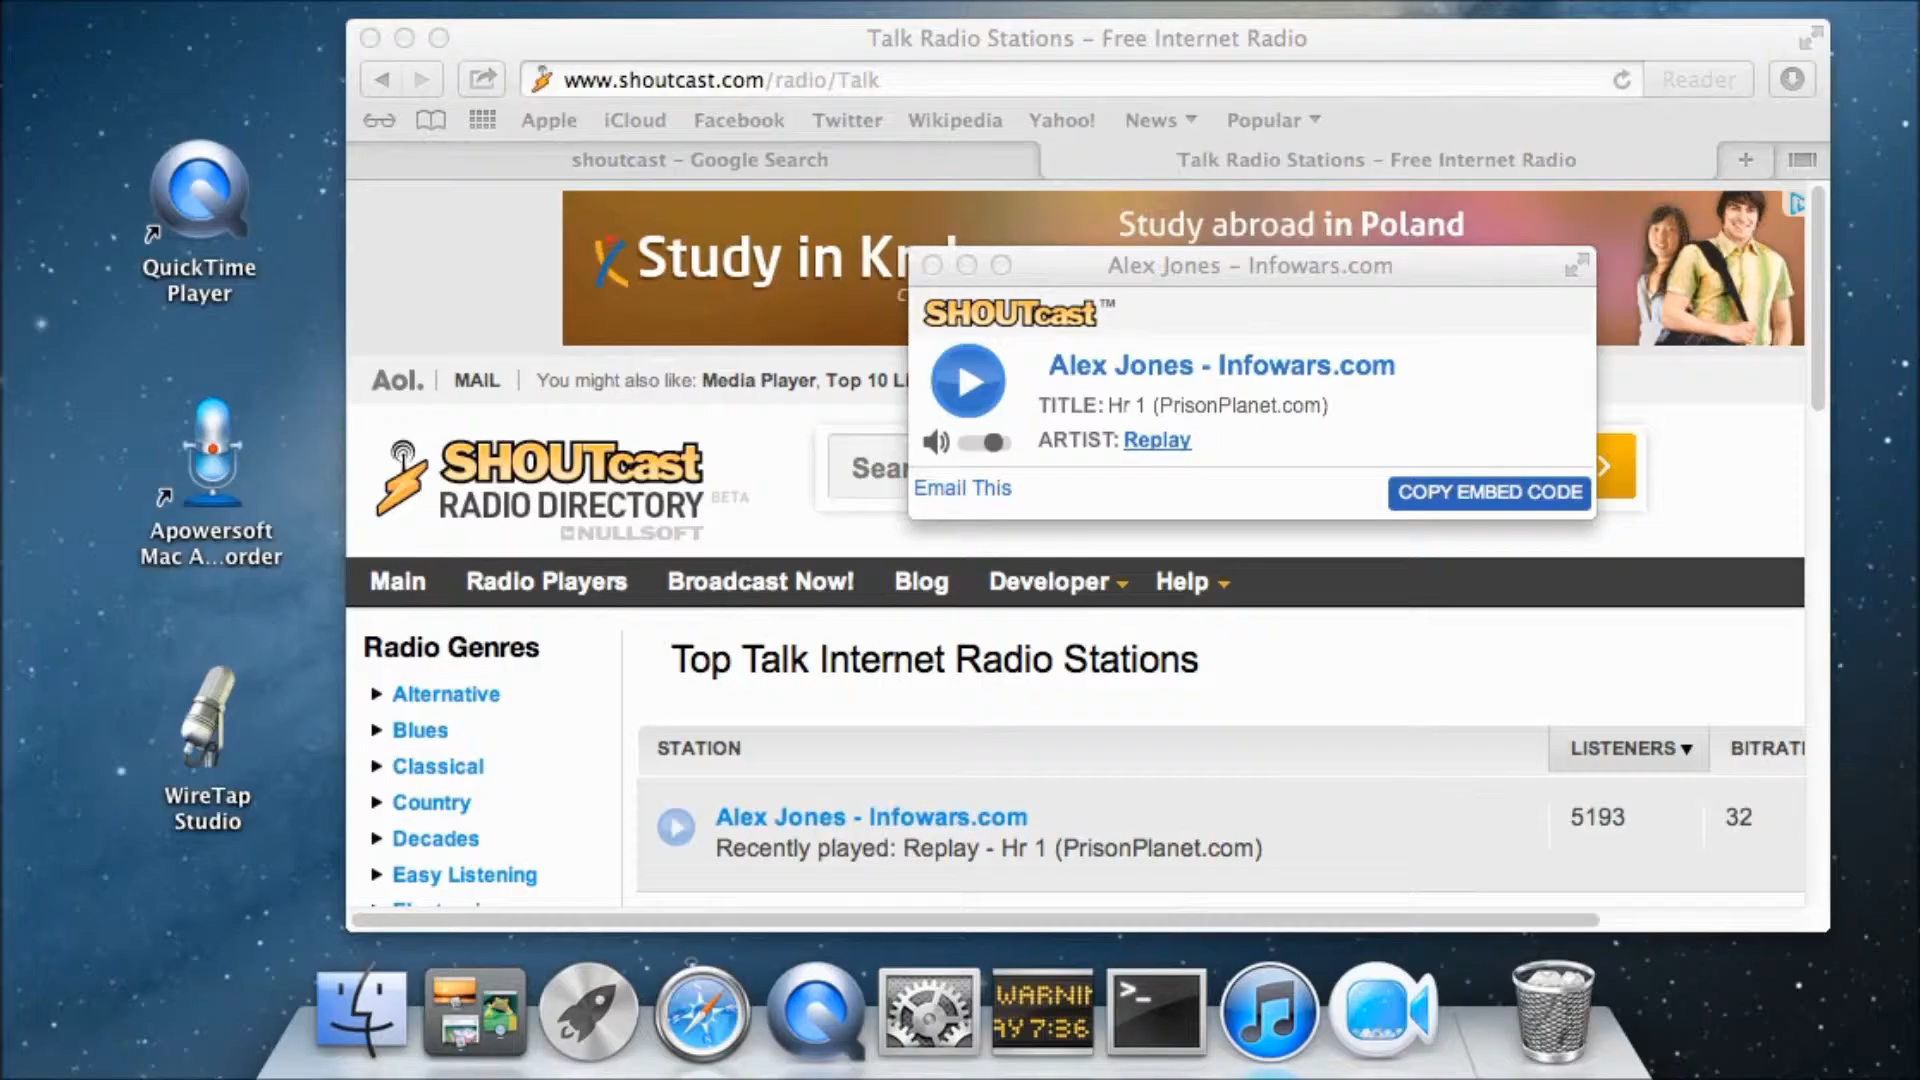 Talk Radio Stations – Free Internet Radio
www.shoutcast.com/radio/Talk
Reader
Apple iCloud Facebook Twitter Wikipedia Yahoo! News Popular
shoutcast – Google Search
Talk Radio Stations – Free Internet Radio
Study in Kr
Study abroad in Poland
Alex Jones – Infowars.com
SHOUTcast™
Alex Jones - Infowars.com
TITLE: Hr 1 (PrisonPlanet.com)
ARTIST: Replay
Email This
COPY EMBED CODE
Aol. MAIL You might also like: Media Player, Top 10 Li
SHOUTcast
RADIO DIRECTORY BETA
NULLSOFT
Sear
Main Radio Players Broadcast Now! Blog Developer Help
Radio Genres
Alternative
Blues
Classical
Country
Decades
Easy Listening
Top Talk Internet Radio Stations
STATION LISTENERS BITRATI
Alex Jones - Infowars.com 5193 32
Recently played: Replay - Hr 1 (PrisonPlanet.com)
QuickTime
Player
Apowersoft
Mac A...order
WireTap
Studio
WARNIN
AY 7:36
>_